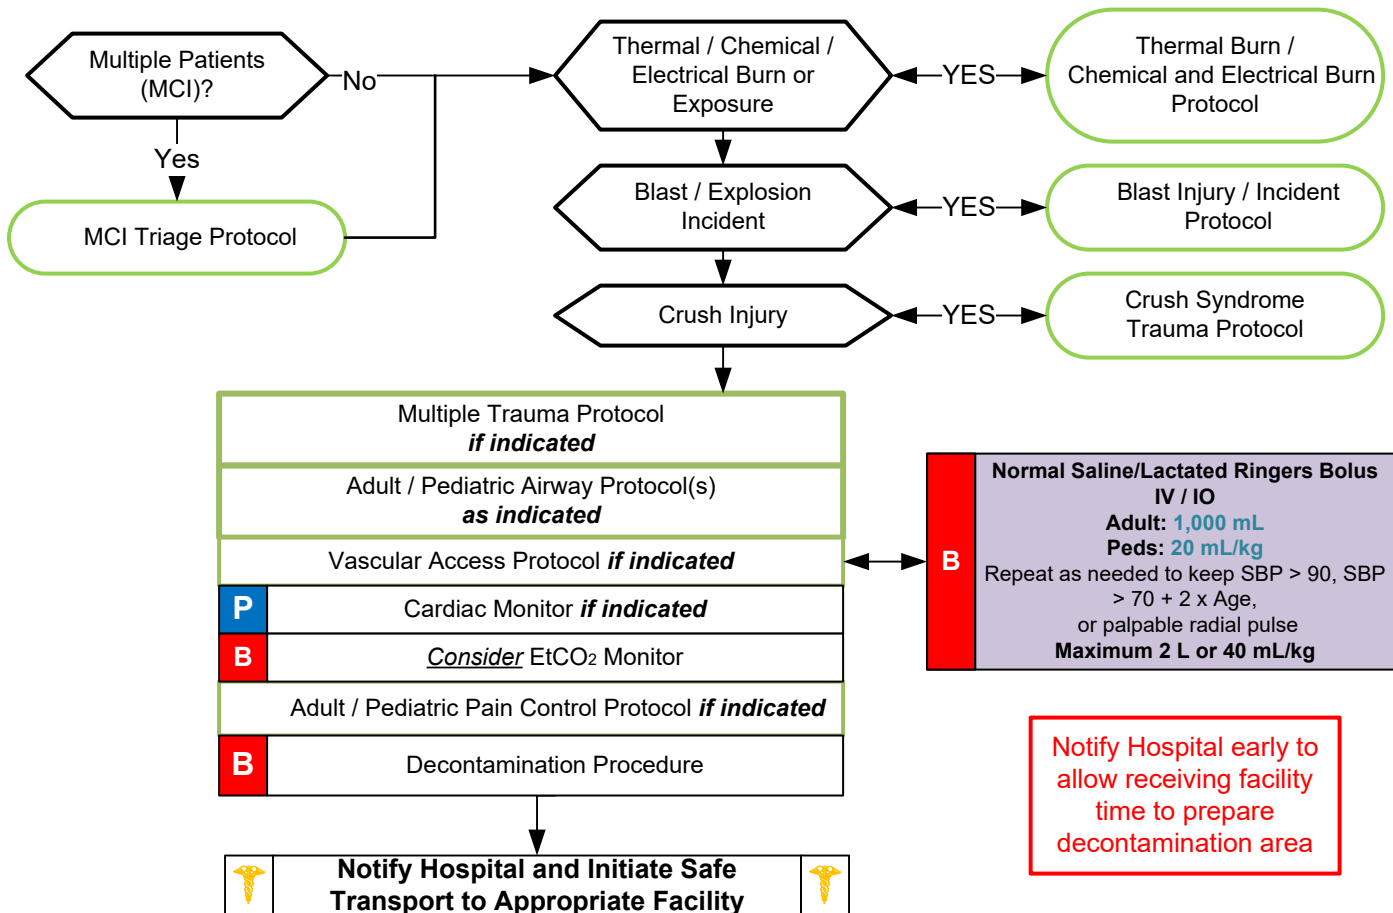 Multiple Patients
(MCI)?
No
Yes
MCI Triage Protocol
Thermal / Chemical /
Electrical Burn or
Exposure
YES
Thermal Burn /
Chemical and Electrical Burn
Protocol
Blast / Explosion
Incident
YES
Blast Injury / Incident
Protocol
Crush Injury
YES
Crush Syndrome
Trauma Protocol
Multiple Trauma Protocol
if indicated
Adult / Pediatric Airway Protocol(s)
as indicated
Vascular Access Protocol if indicated
P
Cardiac Monitor if indicated
B
Consider EtCO2 Monitor
Adult / Pediatric Pain Control Protocol if indicated
B
Decontamination Procedure
B
Normal Saline/Lactated Ringers Bolus
IV / IO
Adult: 1,000 mL
Peds: 20 mL/kg
Repeat as needed to keep SBP > 90, SBP
> 70 + 2 x Age,
or palpable radial pulse
Maximum 2 L or 40 mL/kg
Notify Hospital early to
allow receiving facility
time to prepare
decontamination area
Notify Hospital and Initiate Safe
Transport to Appropriate Facility